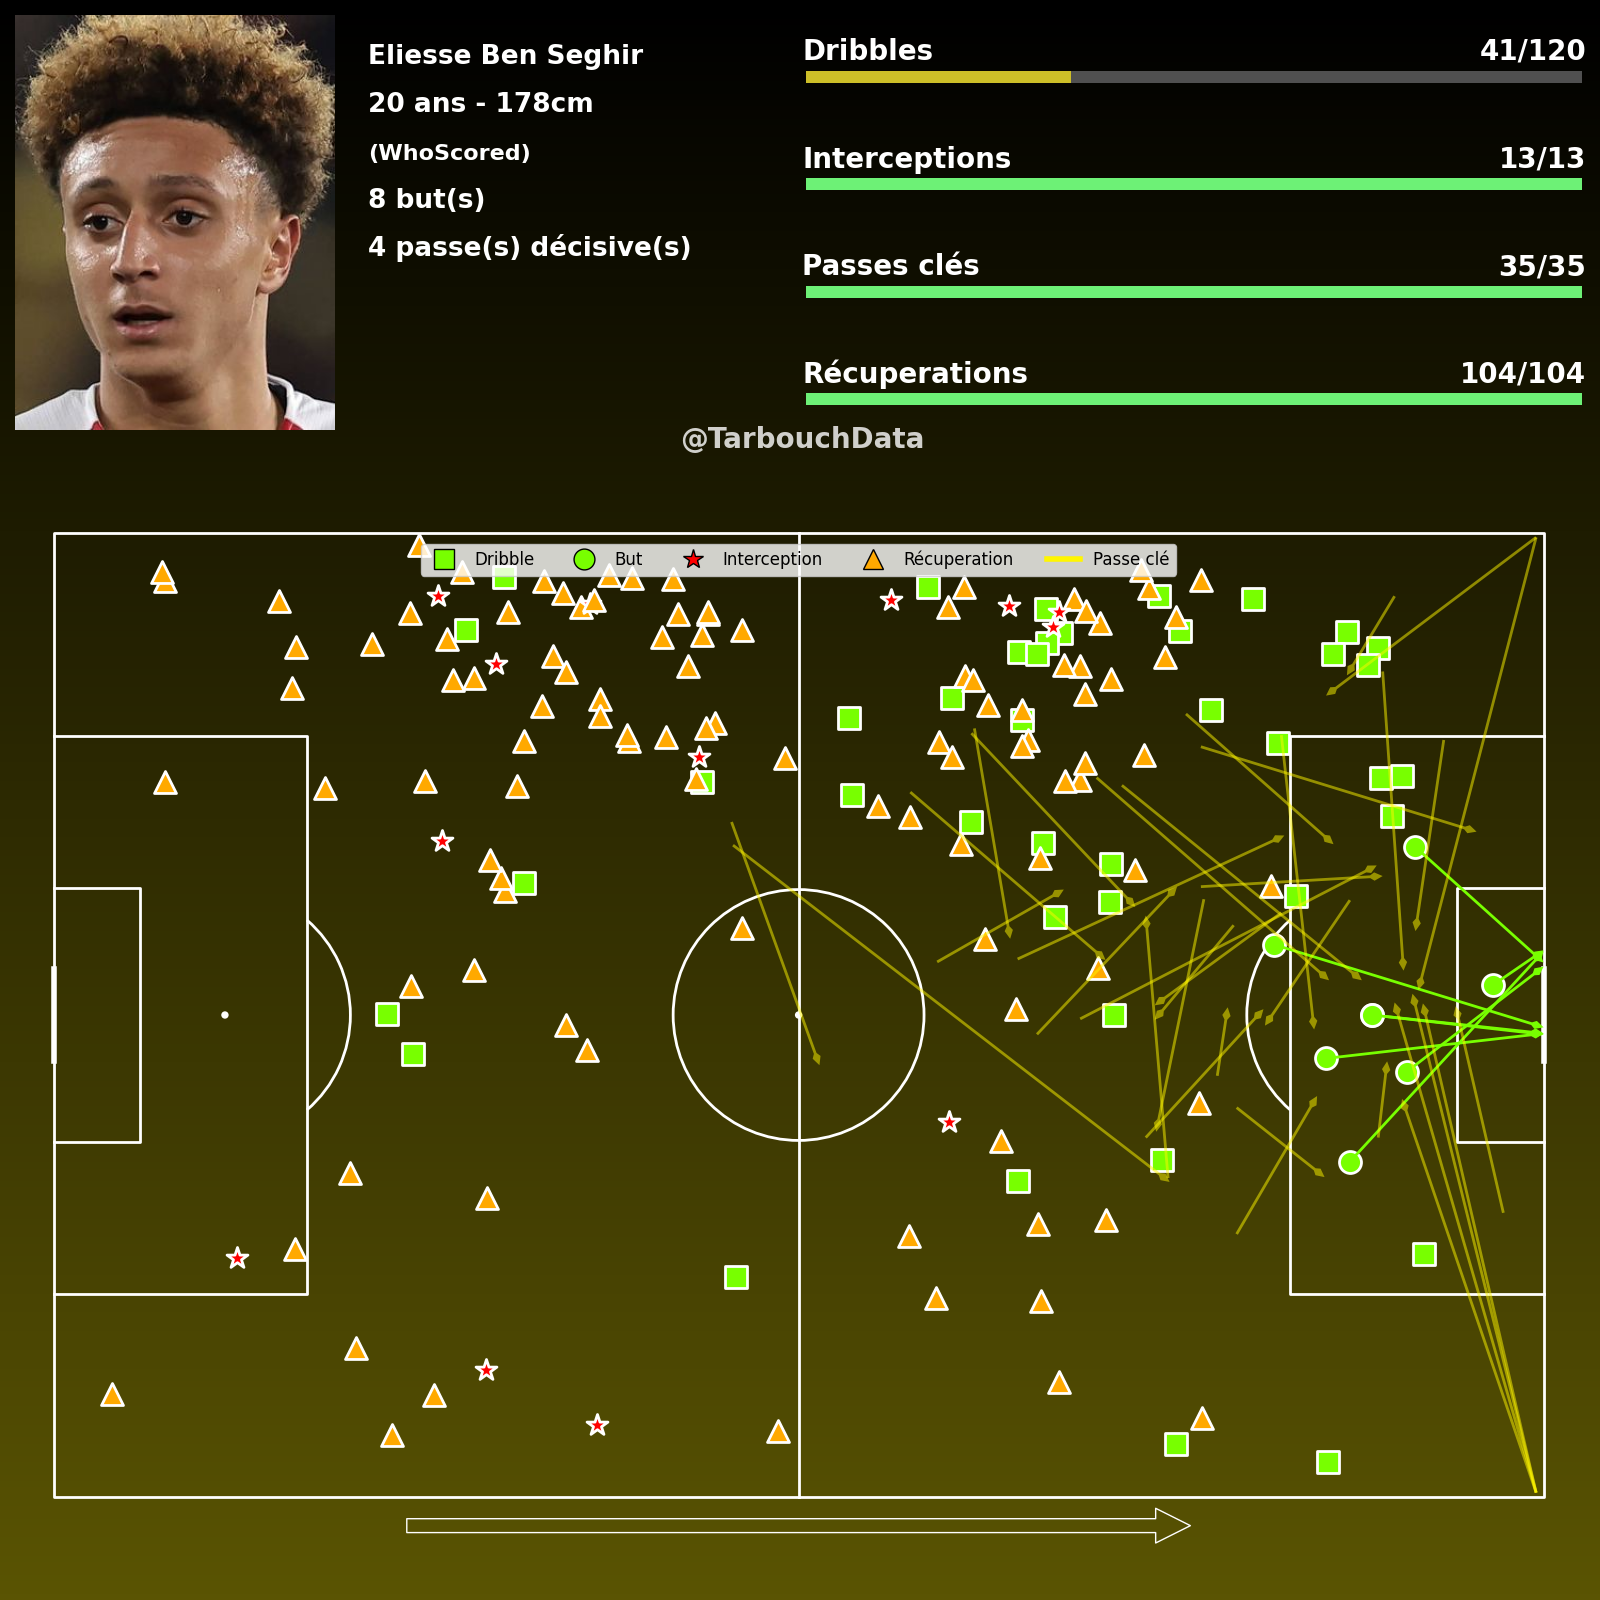 Eliesse Ben Seghir
20 ans - 178cm
(WhoScored)
8 but(s)
4 passe(s) décisive(s)
Dribbles 41/120
Interceptions 13/13
Passes clés 35/35
Récuperations 104/104
@TarbouchData
Dribble But Interception Récuperation Passe clé